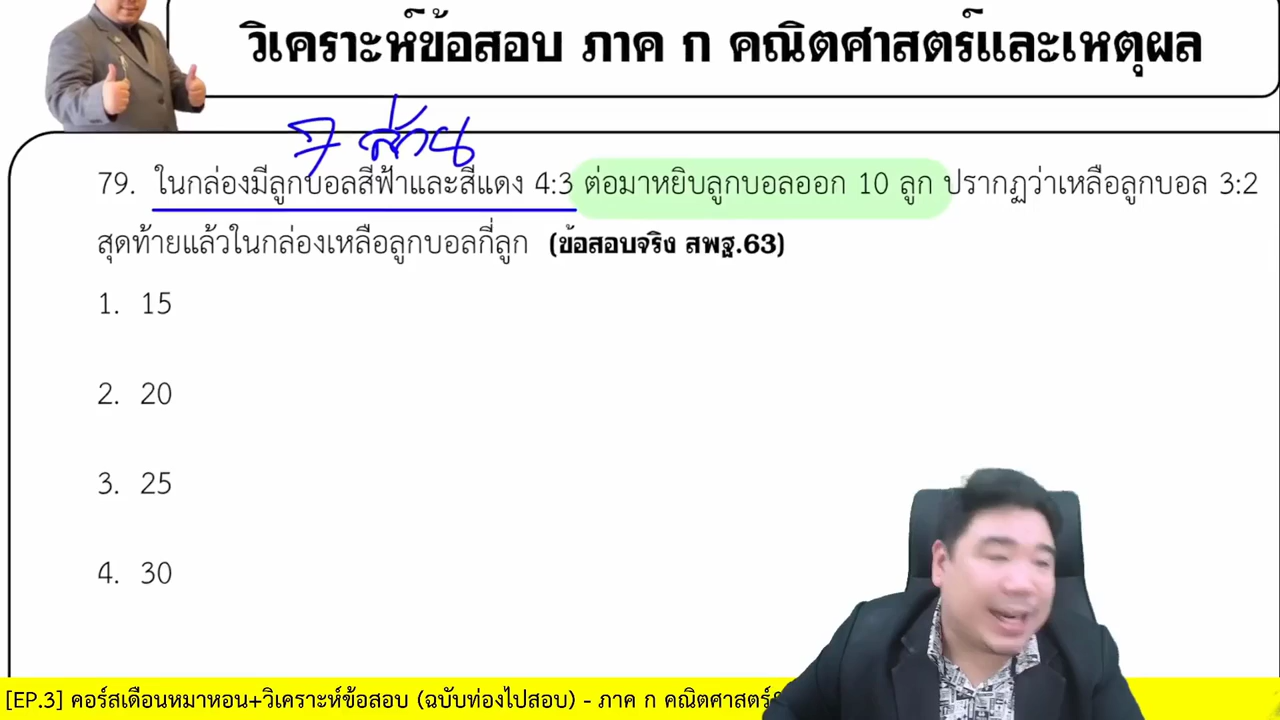 วิเคราะห์ข้อสอบ ภาค ก คณิตศาสตร์และเหตุผล
7 ส่วน
79. ในกล่องมีลูกบอลสีฟ้าและสีแดง 4:3 ต่อมาหยิบลูกบอลออก 10 ลูก ปรากฏว่าเหลือลูกบอล 3:2
สุดท้ายแล้วในกล่องเหลือลูกบอลกี่ลูก (ข้อสอบจริง สพฐ.63)
1. 15
2. 20
3. 25
4. 30
[EP.3] คอร์สเดือนหมาหอน+วิเคราะห์ข้อสอบ (ฉบับท่องไปสอบ) - ภาค ก คณิตศาสตร์